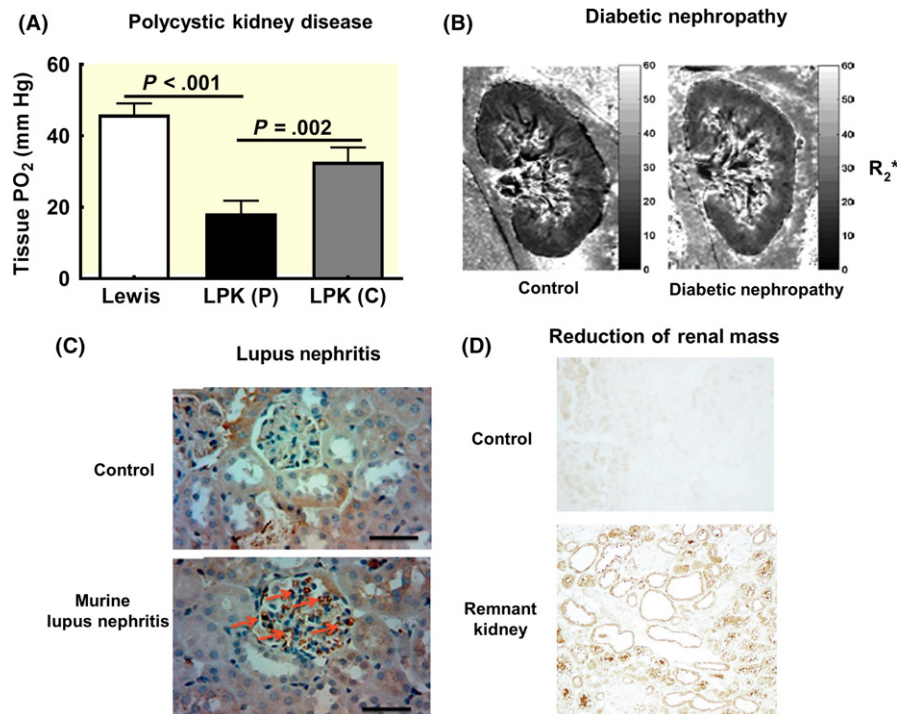 (A)
Polycystic kidney disease
Tissue PO₂ (mm Hg)
60
40
20
0
P < .001
P = .002
Lewis
LPK (P)
LPK (C)
(B)
Diabetic nephropathy
60
50
40
30
20
10
0
60
50
40
30
20
10
0
R₂*
Control
Diabetic nephropathy
(C)
Lupus nephritis
Control
Murine
lupus nephritis
(D)
Reduction of renal mass
Control
Remnant
kidney